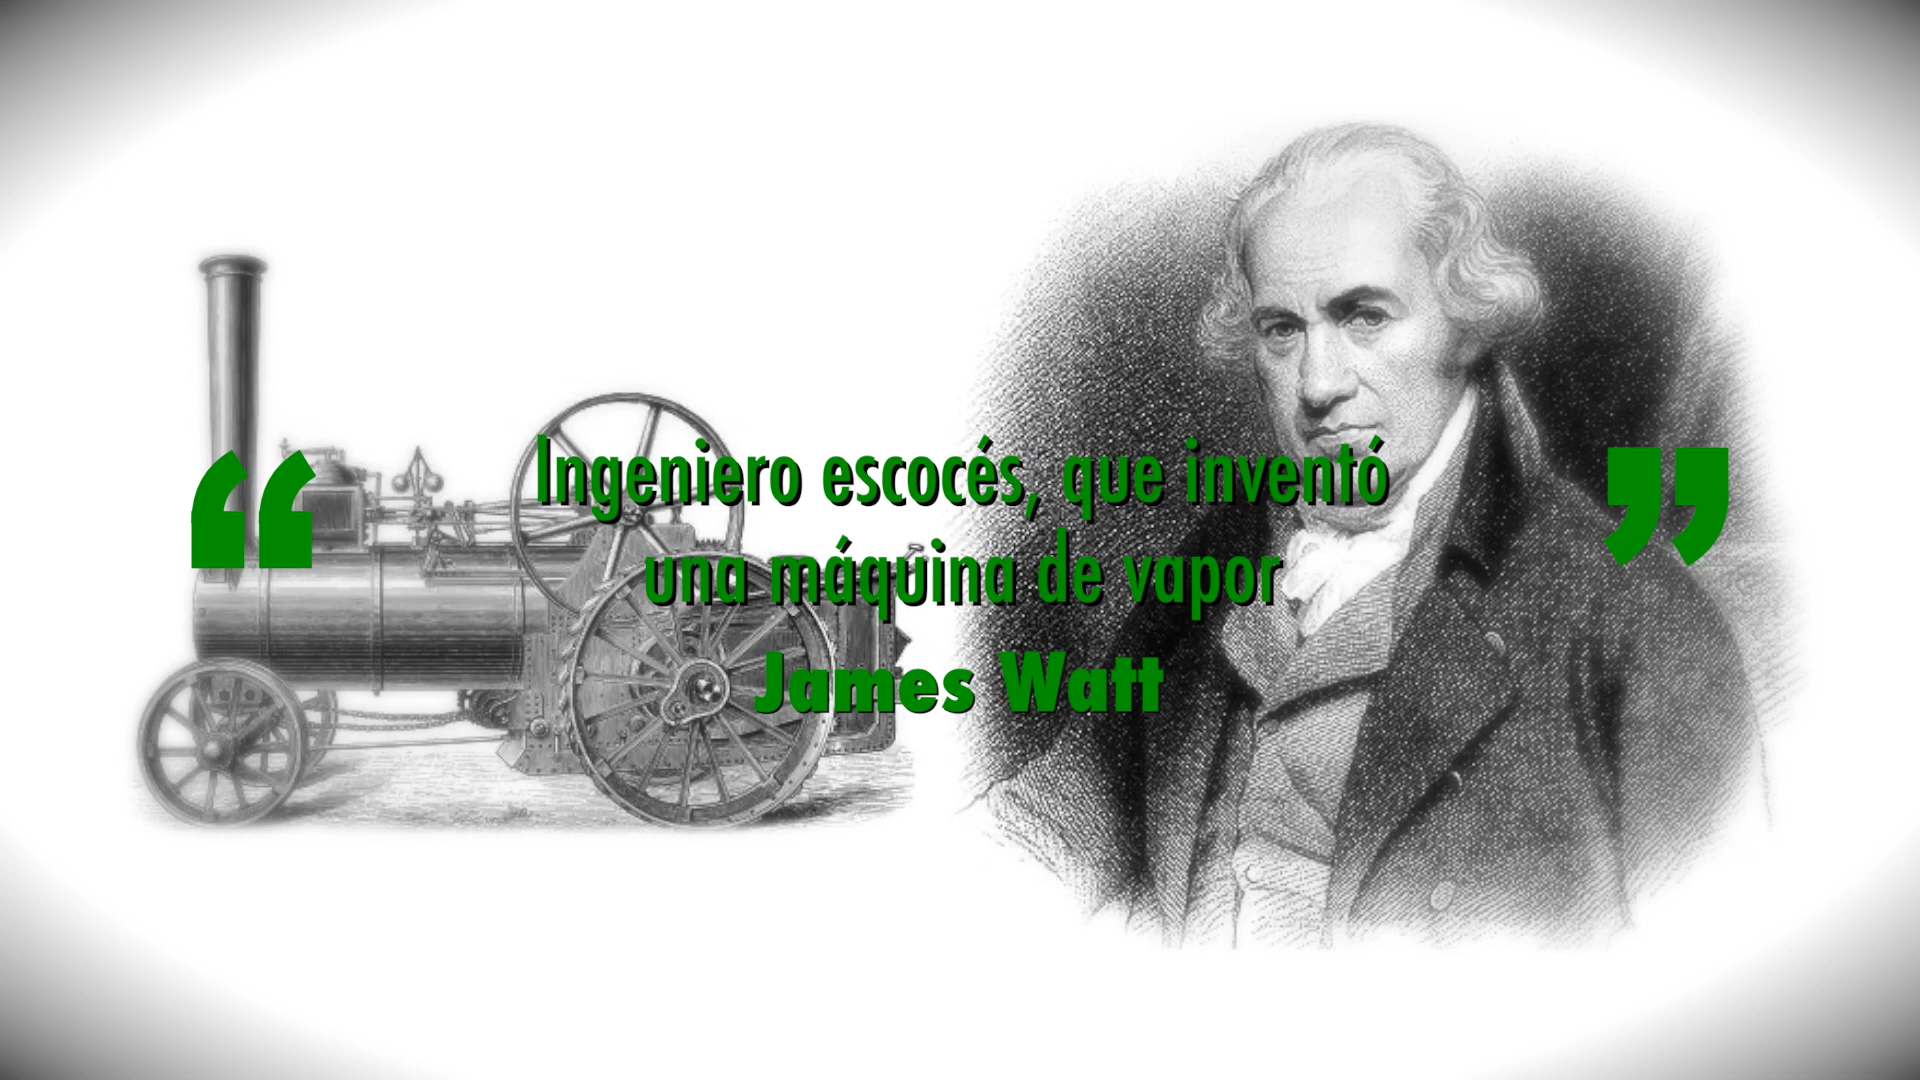 “ Ingeniero escocés, que inventó ”
una máquina de vapor
James Watt